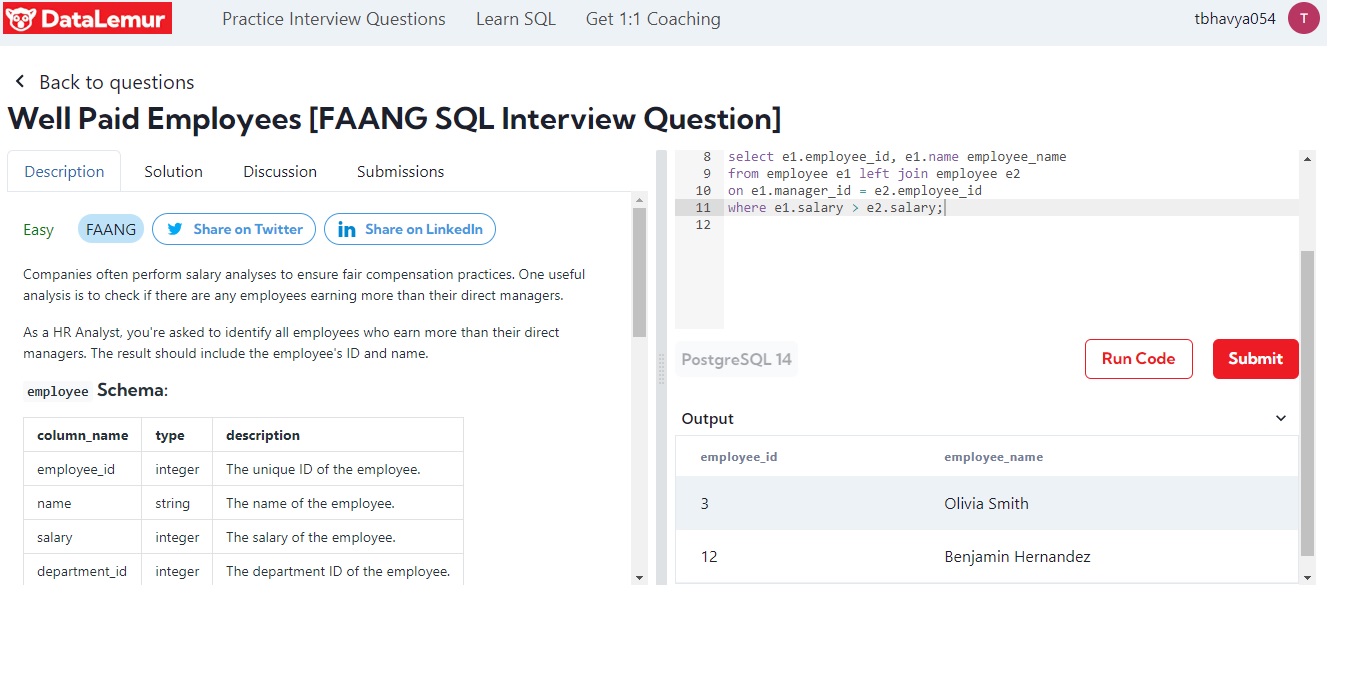 DataLemur
Practice Interview Questions
Learn SQL
Get 1:1 Coaching
tbhavya054
T
Back to questions
Well Paid Employees [FAANG SQL Interview Question]
Description
Solution
Discussion
Submissions
Easy
FAANG
Share on Twitter
in Share on LinkedIn
Companies often perform salary analyses to ensure fair compensation practices. One useful
analysis is to check if there are any employees earning more than their direct managers.
As a HR Analyst, you're asked to identify all employees who earn more than their direct
managers. The result should include the employee's ID and name.
employee Schema:
column_name type description
employee_id integer The unique ID of the employee.
name string The name of the employee.
salary integer The salary of the employee.
department_id integer The department ID of the employee.
8 select e1.employee_id, e1.name employee_name
9 from employee e1 left join employee e2
10 on e1.manager_id = e2.employee_id
11 where e1.salary > e2.salary;
12
PostgreSQL 14
Run Code
Submit
Output
employee_id employee_name
3 Olivia Smith
12 Benjamin Hernandez